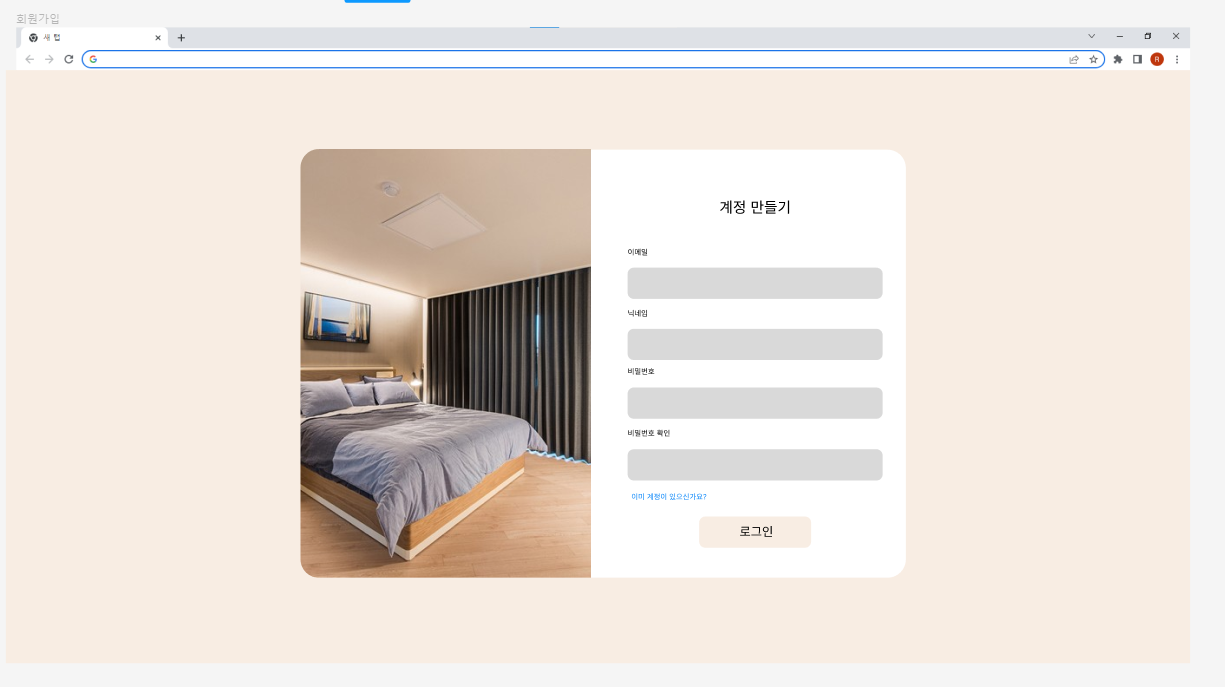 회원가입
새 탭
R
계정 만들기
이메일
닉네임
비밀번호
비밀번호 확인
이미 계정이 있으신가요?
로그인